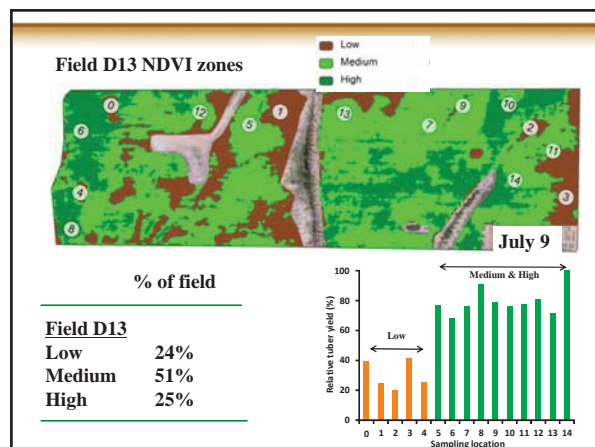 Low
Medium
High
Field D13 NDVI zones
0
12
1
13
9
10
6
5
7
2
11
4
14
3
8
July 9
% of field
Field D13
Low 24%
Medium 51%
High 25%
Relative tuber yield (%)
100
80
60
40
20
0
Medium & High
Low
0 1 2 3 4 5 6 7 8 9 10 11 12 13 14
Sampling location